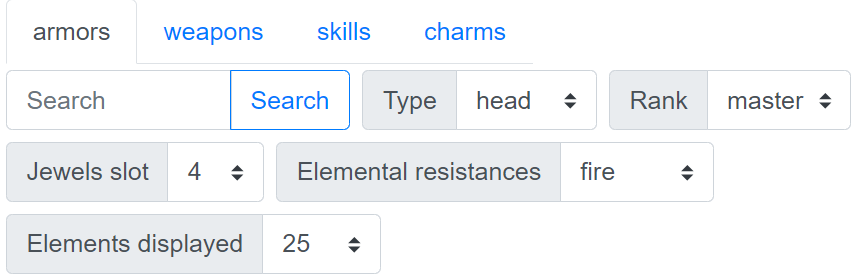 armors weapons skills charms
Search Search Type head Rank master
Jewels slot 4 Elemental resistances fire
Elements displayed 25